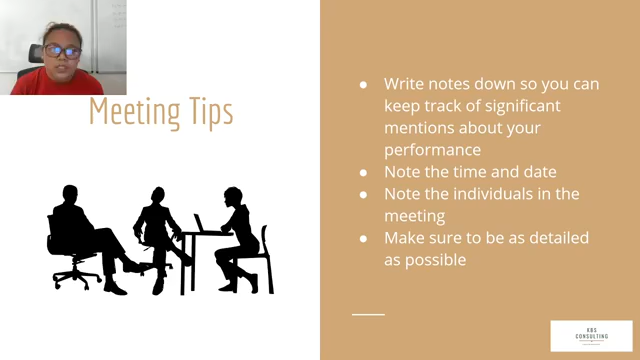 Meeting Tips
● Write notes down so you can
keep track of significant
mentions about your
performance
● Note the time and date
● Note the individuals in the
meeting
● Make sure to be as detailed
as possible
KBS
CONSULTING